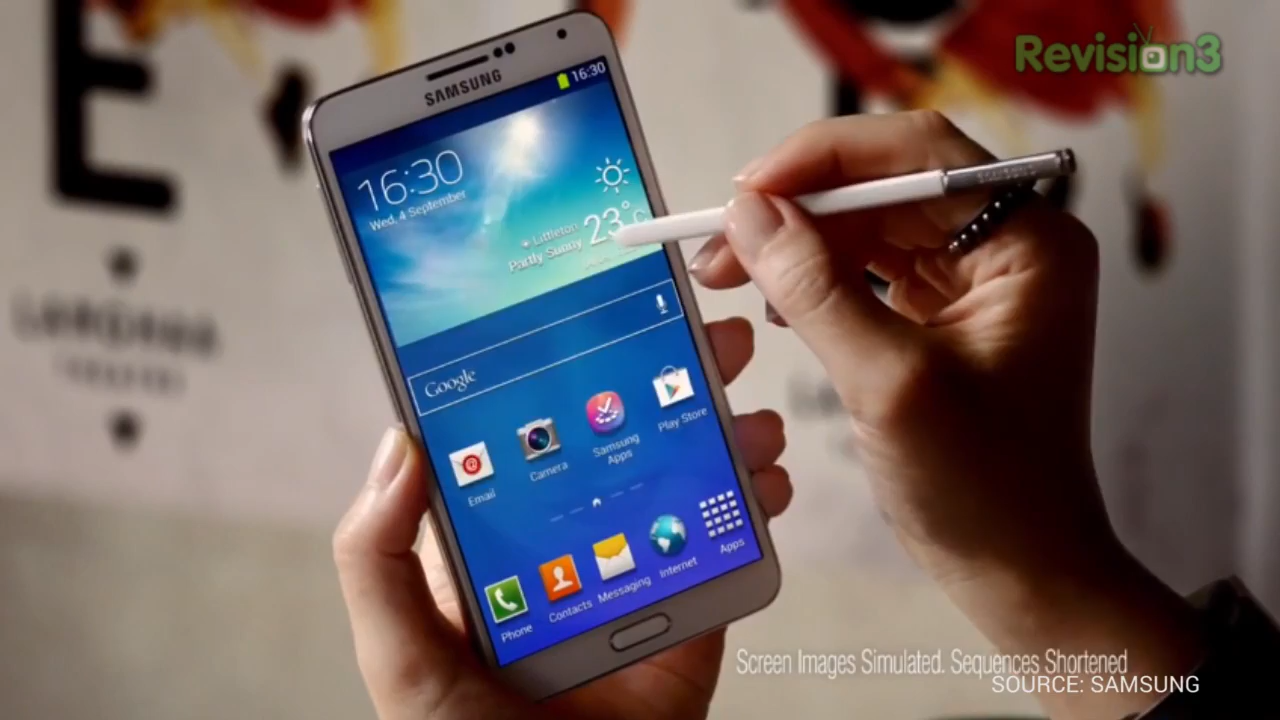 Revision3
SAMSUNG
16:30
16:30
Wed, 4 September
Littleton
23°C
Partly Sunny
Google
Email
Camera
Samsung
Apps
Play Store
Phone
Contacts
Messaging
Internet
Apps
SAMSUNG
E
Screen Images Simulated. Sequences Shortened
SOURCE: SAMSUNG